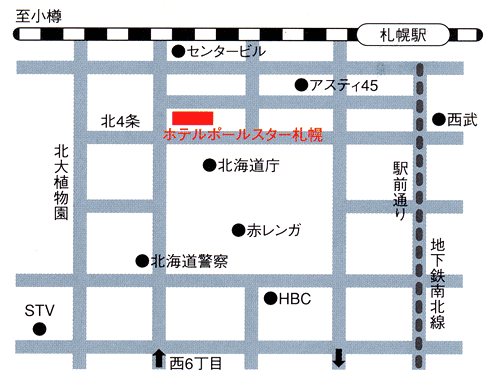 至小樽
札幌駅
センタービル
アスティ45
北4条
西武
ホテルポールスター札幌
北大植物園
北海道庁
駅前通り
赤レンガ
地下鉄南北線
北海道警察
STV
HBC
西6丁目